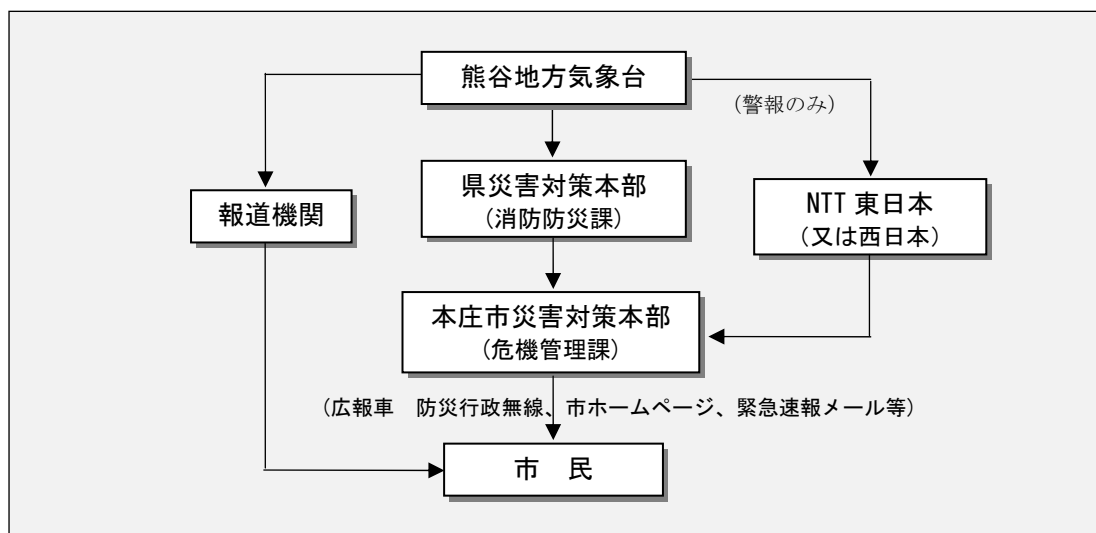 熊谷地方気象台
(警報のみ)
県災害対策本部
(消防防災課)
報道機関
NTT 東日本
(又は西日本)
本庄市災害対策本部
(危機管理課)
(広報車　防災行政無線、市ホームページ、緊急速報メール等)
市　民